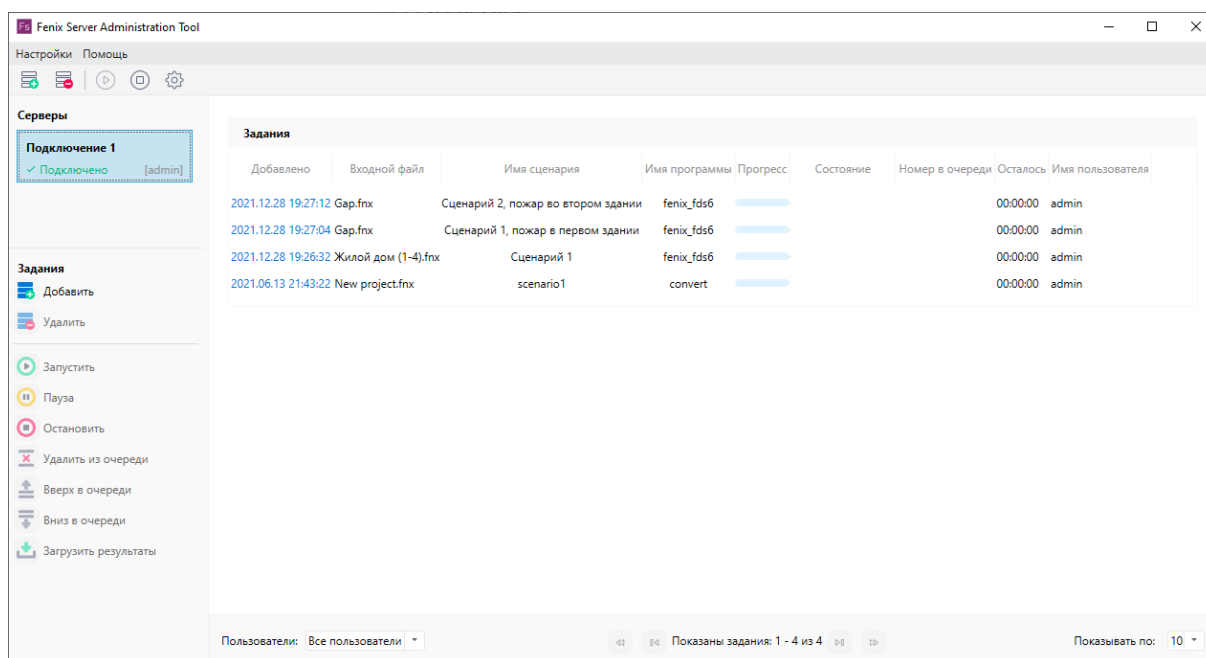 Fs Fenix Server Administration Tool
Настройки Помощь
Серверы
Подключение 1
Подключено [admin]
Задания
Добавить
Удалить
Запустить
Пауза
Остановить
Удалить из очереди
Вверх в очереди
Вниз в очереди
Загрузить результаты
Задания
Добавлено Входной файл Имя сценария Имя программы Прогресс Состояние Номер в очереди Осталось Имя пользователя
2021.12.28 19:27:12 Gap.fnx Сценарий 2, пожар во втором здании fenix_fds6 00:00:00 admin
2021.12.28 19:27:04 Gap.fnx Сценарий 1, пожар в первом здании fenix_fds6 00:00:00 admin
2021.12.28 19:26:32 Жилой дом (1-4).fnx Сценарий 1 fenix_fds6 00:00:00 admin
2021.06.13 21:43:22 New project.fnx scenario1 convert 00:00:00 admin
Пользователи: Все пользователи Показаны задания: 1 - 4 из 4 Показывать по: 10